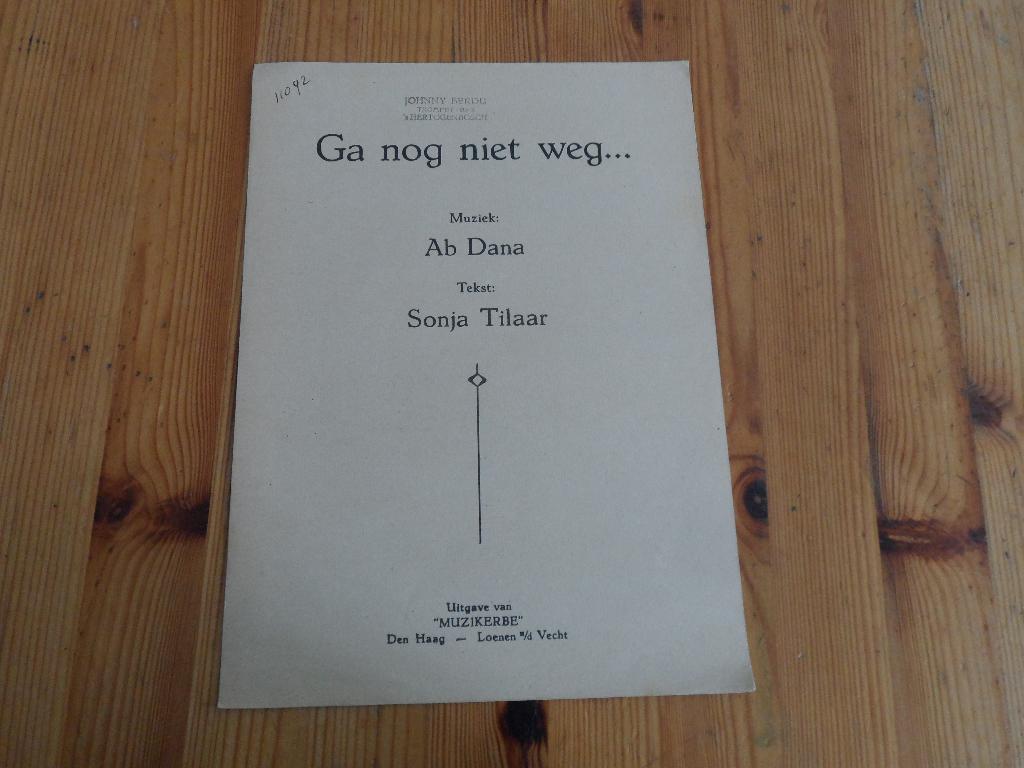 11092
JOHNNY
'sHERTOGENBOSCH
Ga nog niet weg...
Muziek:
Ab Dana
Tekst:
Sonja Tilaar
Uitgave van
"MUZIKERBE"
Den Haag — Loenen a/d Vecht